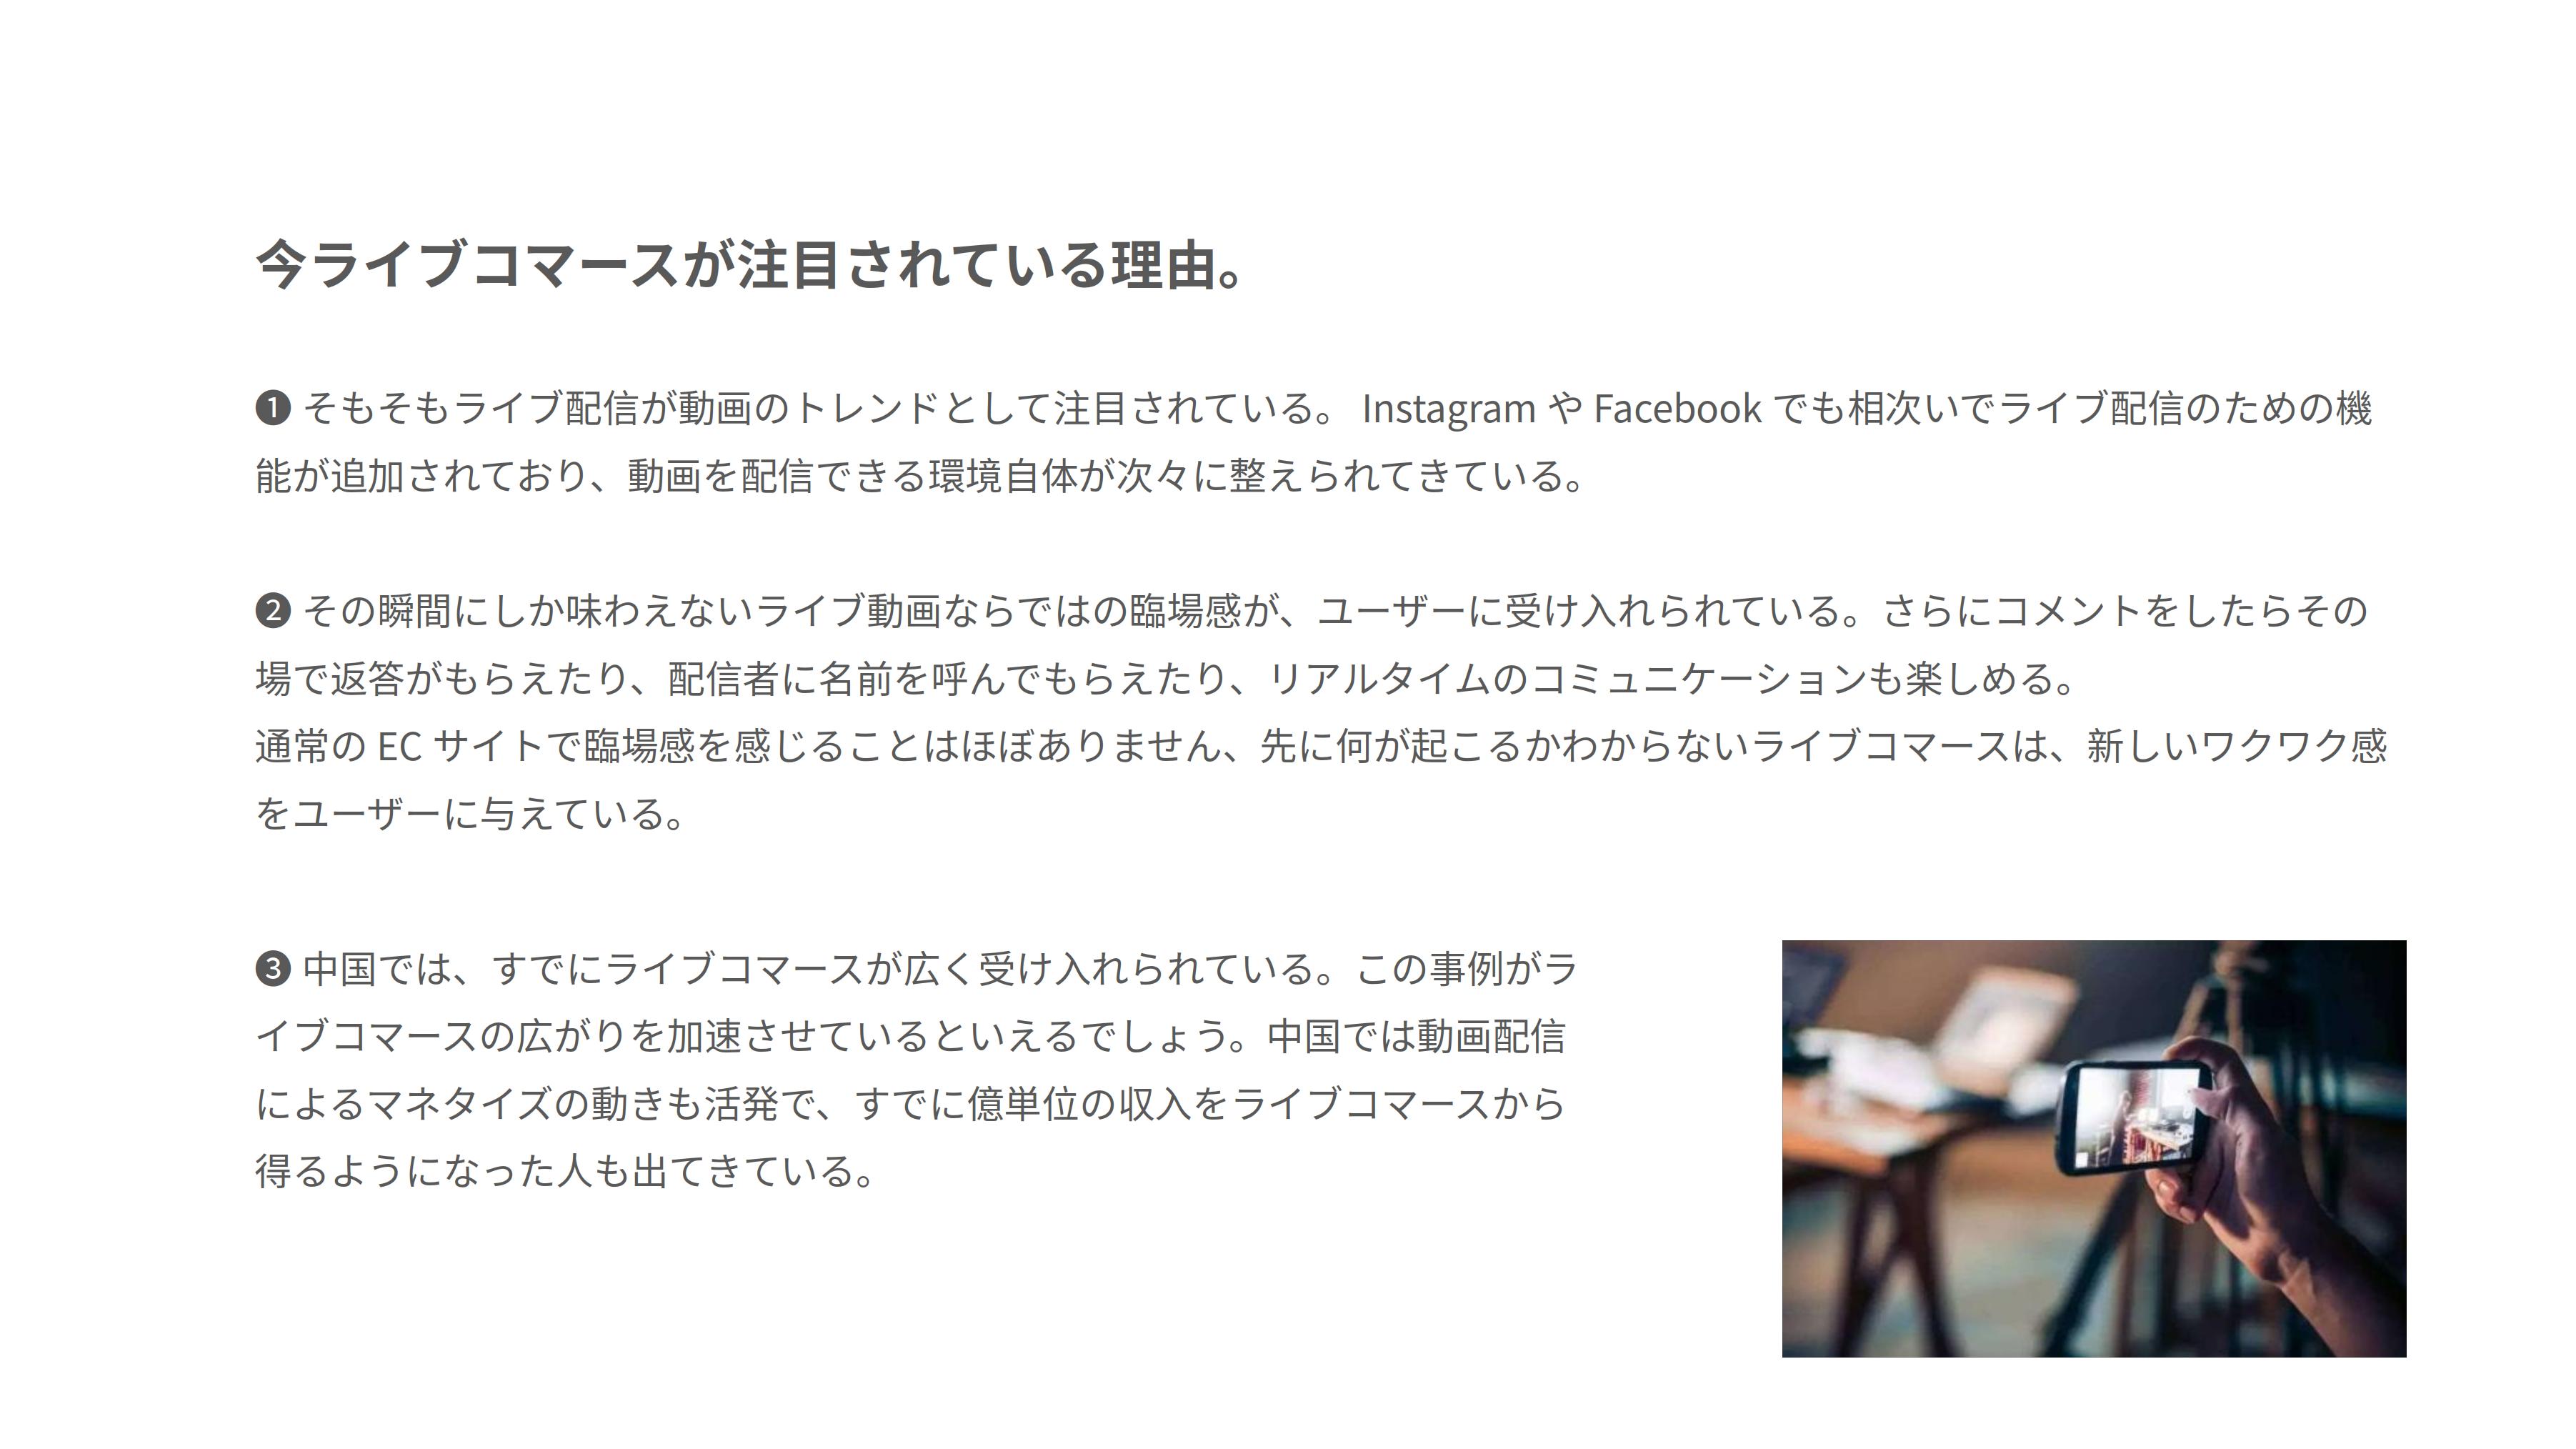 今ライブコマースが注目されている理由。
❶ そもそもライブ配信が動画のトレンドとして注目されている。 Instagram や Facebook でも相次いでライブ配信のための機
能が追加されており、動画を配信できる環境自体が次々に整えられてきている。
❷ その瞬間にしか味わえないライブ動画ならではの臨場感が、ユーザーに受け入れられている。さらにコメントをしたらその
場で返答がもらえたり、配信者に名前を呼んでもらえたり、リアルタイムのコミュニケーションも楽しめる。
通常の EC サイトで臨場感を感じることはほぼありません、先に何が起こるかわからないライブコマースは、新しいワクワク感
をユーザーに与えている。
❸ 中国では、すでにライブコマースが広く受け入れられている。この事例がラ
イブコマースの広がりを加速させているといえるでしょう。中国では動画配信
によるマネタイズの動きも活発で、すでに億単位の収入をライブコマースから
得るようになった人も出てきている。